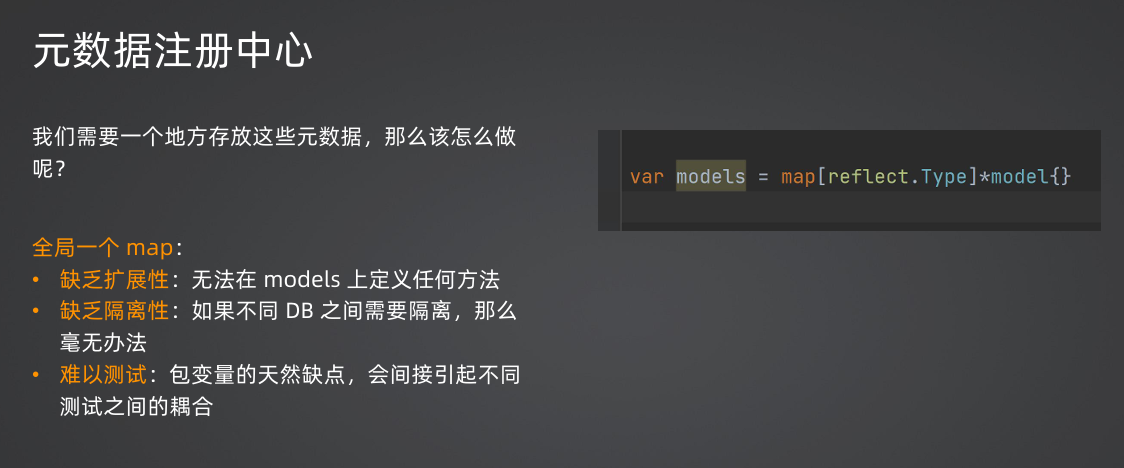 元数据注册中心
我们需要一个地方存放这些元数据，那么该怎么做
呢？
var models = map[reflect.Type]*model{}
全局一个 map：
• 缺乏扩展性：无法在 models 上定义任何方法
• 缺乏隔离性：如果不同 DB 之间需要隔离，那么
毫无办法
• 难以测试：包变量的天然缺点，会间接引起不同
测试之间的耦合